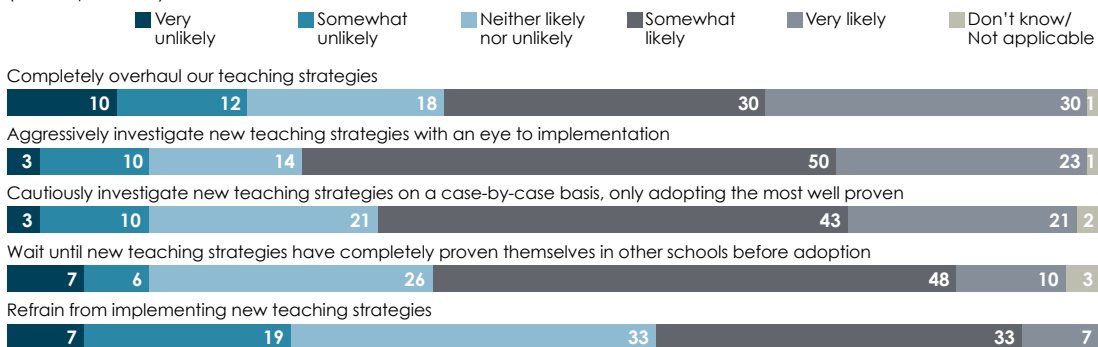 Very unlikely
Somewhat unlikely
Neither likely nor unlikely
Somewhat likely
Very likely
Don't know/ Not applicable
Completely overhaul our teaching strategies
10 12 18 30 30 1
Aggressively investigate new teaching strategies with an eye to implementation
3 10 14 50 23 1
Cautiously investigate new teaching strategies on a case-by-case basis, only adopting the most well proven
3 10 21 43 21 2
Wait until new teaching strategies have completely proven themselves in other schools before adoption
7 6 26 48 10 3
Refrain from implementing new teaching strategies
7 19 33 33 7